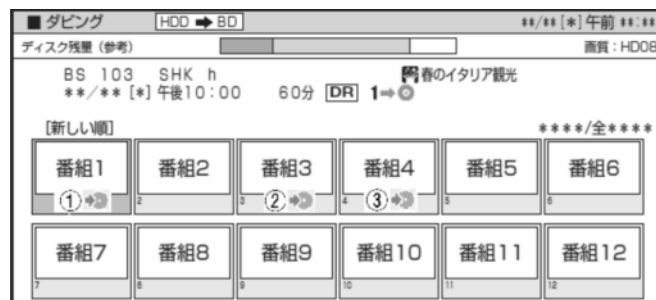 ■ ダビング HDD ➡ BD **/** [*] 午前 **:**
ディスク残量 (参考) 画質：HD08
BS 103 SHK h 春のイタリア観光
**/** [*] 午後10：00 60分 DR 1➡
[新しい順] ****/全****
番組1 番組2 番組3 番組4 番組5 番組6
① 2 3 ② 4 ③ 5 6
番組7 番組8 番組9 番組10 番組11 番組12
7 8 9 10 11 12